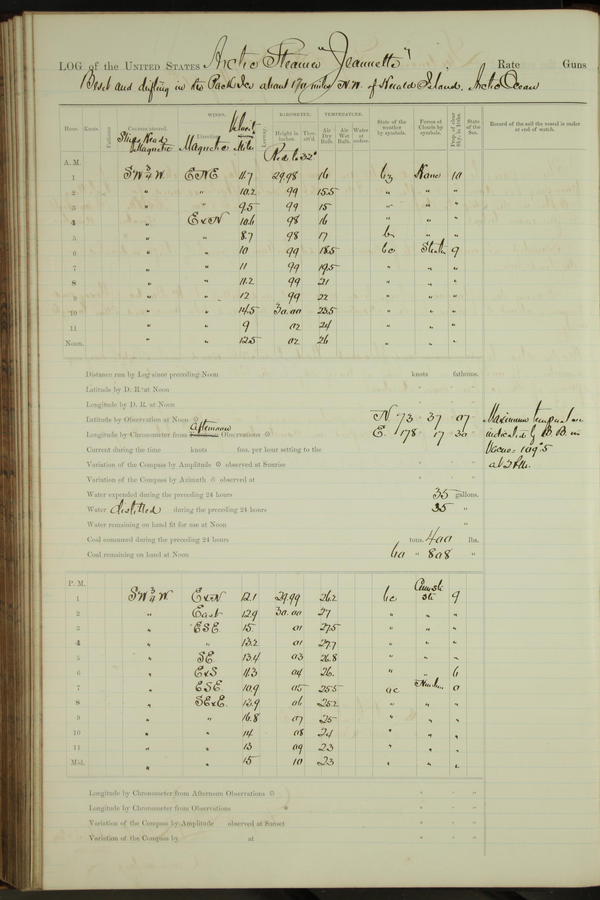 LOG of the UNITED STATES Arctic Steamer "Jeannette" Rate Guns
Beset and drifting in the Pack Ice about 170 miles N.W. of Herald Island. Arctic Ocean
Hour. Knots. Fathoms. Courses steered. WINDS. Direction. Velocity Leeway. BAROMETER. Height in inches. Ther. att'd. TEMPERATURE. Air Dry Bulb. Air Wet Bulb. Water at surface. State of the weather by symbols. Forms of Clouds by symbols. Prop. of clear Sky, in 10ths. State of the Sea. Record of the sail the vessel is under at end of watch.
Ships Head Magnetic Magnetic Miles Red. to 32°
A.M.
1 SW 3/4 W. ENE 11.7 29.98 16 bz None 10
2 " " 10.2 99 15.5 " " "
3 " " 9.5 99 15 " " "
4 " ExN 10.6 98 16 " " "
5 " " 8.7 98 17 b " "
6 " " 10 99 18.5 bc 9
7 " " 11 99 19.5 " " "
8 " " 11.2 99 21 " " "
9 " " 12 99 22 " " "
10 " " 14.5 30.00 23.5 " " "
11 " " 9 02 24 " " "
Noon. " " 12.5 02 26 " " "
Distance run by Log since preceding Noon knots fathoms.
Latitude by D. R. at Noon " " "
Longitude by D. R. at Noon
Latitude by Observation at Noon N 73 " 37 " 07 "
Longitude by Chronometer from afternoon Observations E. 178 " 17 " 30 "
Maximum temperature
indicated by B. B. in
Vacuo = 109°.5
at 2 P.M.
Current during the time knots fms. per hour setting to the
Variation of the Compass by Amplitude observed at Sunrise " " "
Variation of the Compass by Azimuth observed at " " "
Water expended during the preceding 24 hours 35 gallons.
Water distilled during the preceding 24 hours 35 "
Water remaining on hand fit for use at Noon "
Coal consumed during the preceding 24 hours tons. 400 lbs.
Coal remaining on hand at Noon 60 " 808 "
P. M.
1 SW 3/4 W ExN 12.1 29.99 26.2 bc 9
2 " East 12.9 30.00 27 " " "
3 " ESE 15. 01 27.5 " " "
4 " " 13.2 01 27.7 " " "
5 " SE 13.4 03 26.8 " " "
6 " ExS 11.3 04 26. " " 6
7 " ESE 10.9 05 25.5 oc 0
8 " SExE. 13.9 06 25.2 " " "
9 " " 16.8 07 25 " " "
10 " " 14 08 24 " " "
11 " " 13 09 23 " " "
Mid. " " 15 10 23 " " "
Longitude by Chronometer from Afternoon Observations " " "
Longitude by Chronometer from Observations " " "
Variation of the Compass by Amplitude observed at Sunset " " "
Variation of the Compass by at " " "